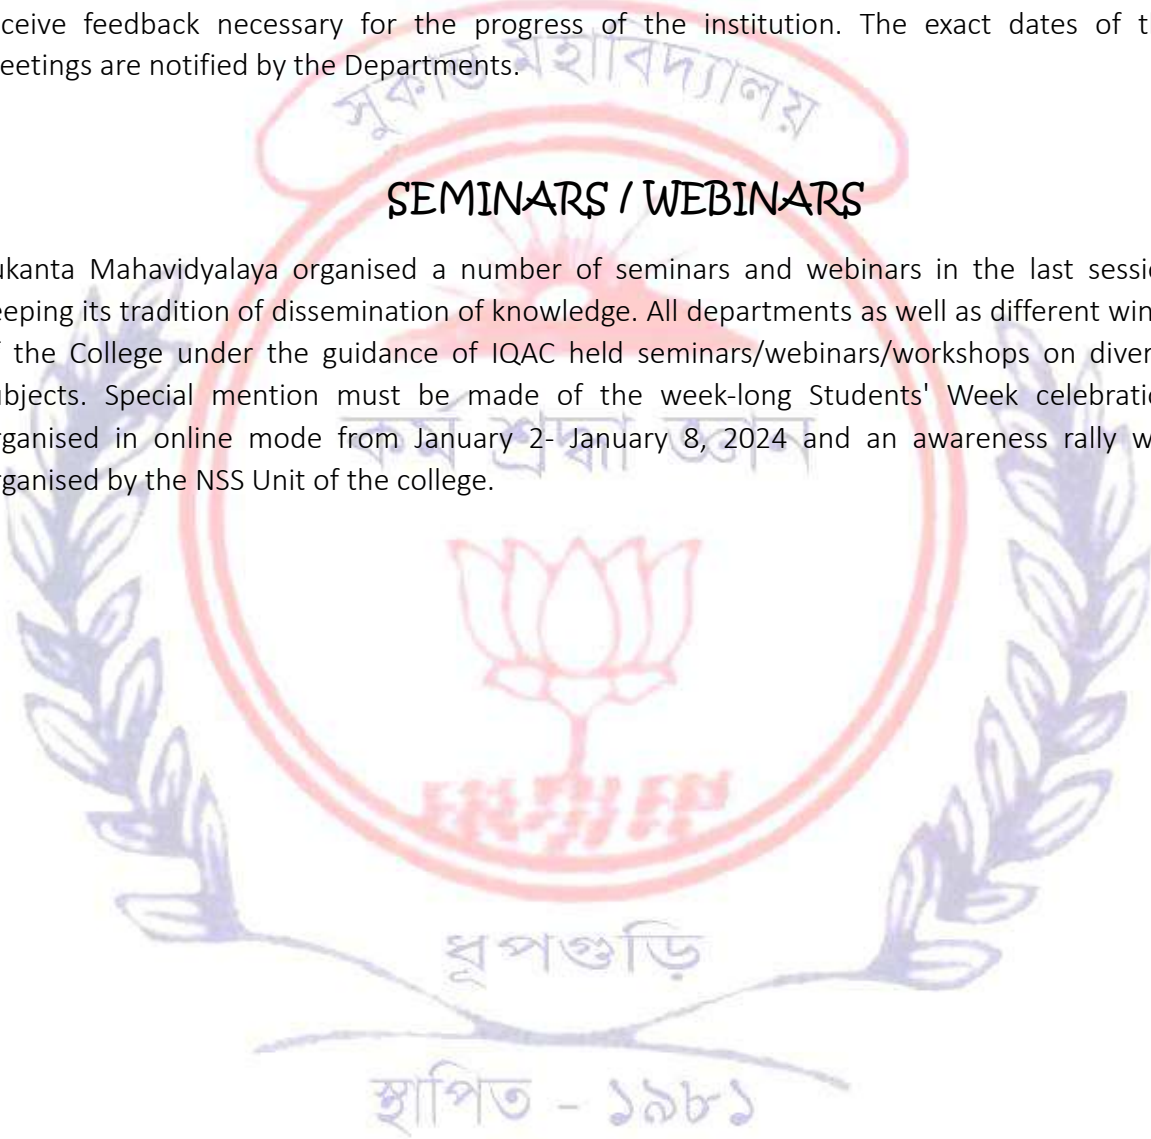 ceive feedback necessary for the progress of the institution. The exact dates of t
eetings are notified by the Departments.
সুকান্ত মহাবিদ্যালয়
SEMINARS / WEBINARS
ukanta Mahavidyalaya organised a number of seminars and webinars in the last sessi
eeping its tradition of dissemination of knowledge. All departments as well as different win
f the College under the guidance of IQAC held seminars/webinars/workshops on diver
ubjects. Special mention must be made of the week-long Students' Week celebrati
rganised in online mode from January 2- January 8, 2024 and an awareness rally w
rganised by the NSS Unit of the college.
কর্ম শ্রদ্ধা জ্ঞান
ধূপগুড়ি
স্থাপিত - ১৯৮১